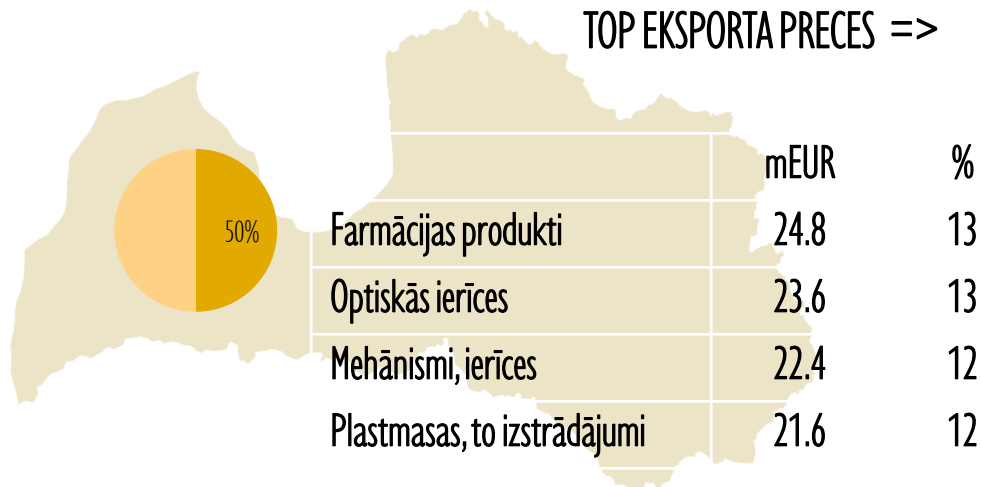 TOP EKSPORTA PRECES =>
mEUR %
50%
Farmācijas produkti 24.8 13
Optiskās ierīces 23.6 13
Mehānismi, ierīces 22.4 12
Plastmasas, to izstrādājumi 21.6 12